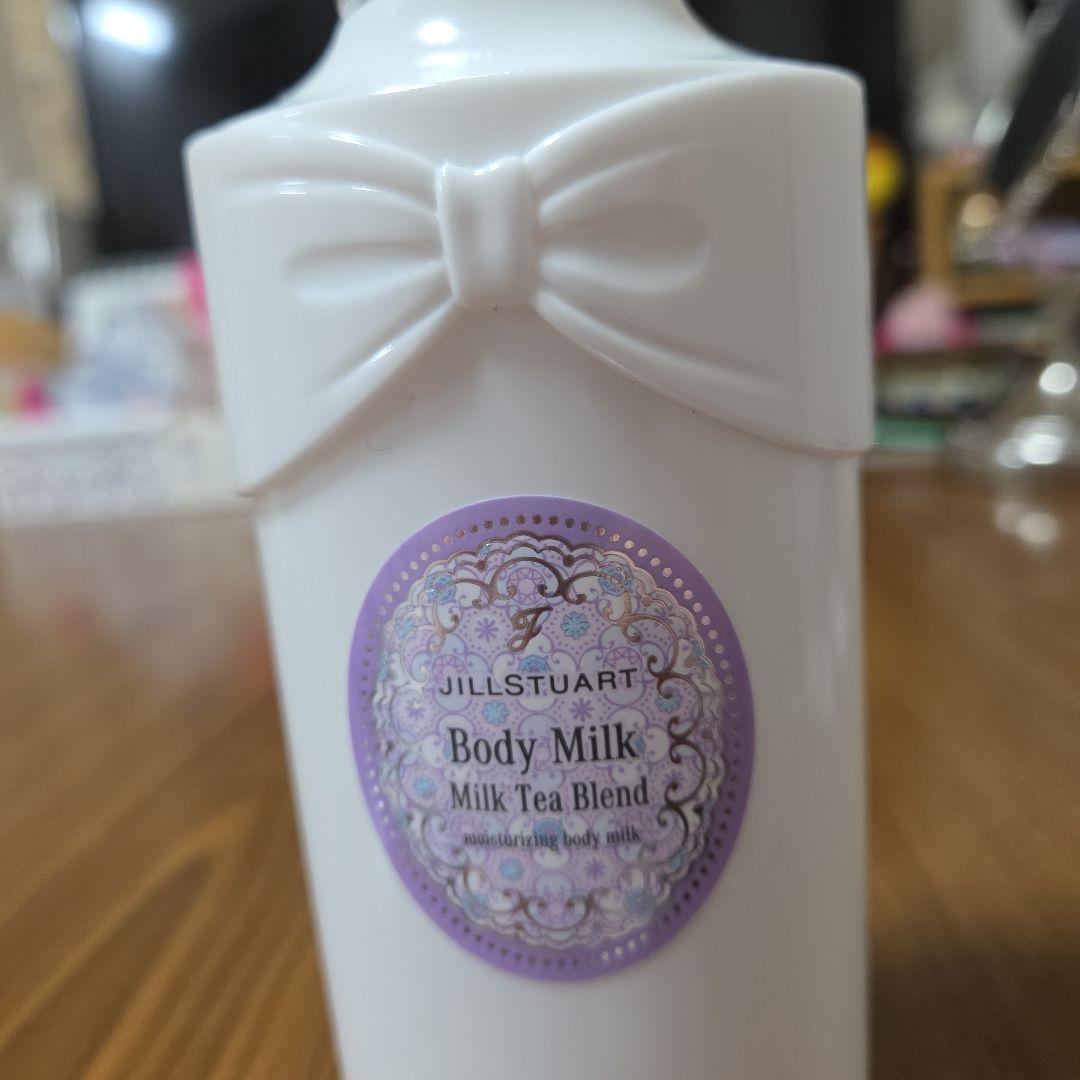 J
JILLSTUART
Body Milk
Milk Tea Blend
moisturizing body milk